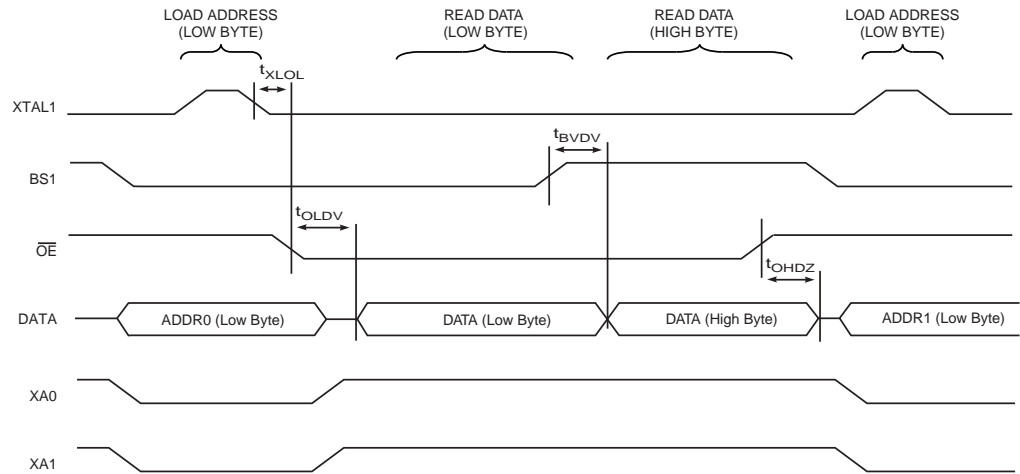 LOAD ADDRESS
(LOW BYTE)
READ DATA
(LOW BYTE)
READ DATA
(HIGH BYTE)
LOAD ADDRESS
(LOW BYTE)
tXLOL
XTAL1
tBVDV
BS1
tOLDV
OE
tOHDZ
DATA
ADDR0 (Low Byte)
DATA (Low Byte)
DATA (High Byte)
ADDR1 (Low Byte)
XA0
XA1